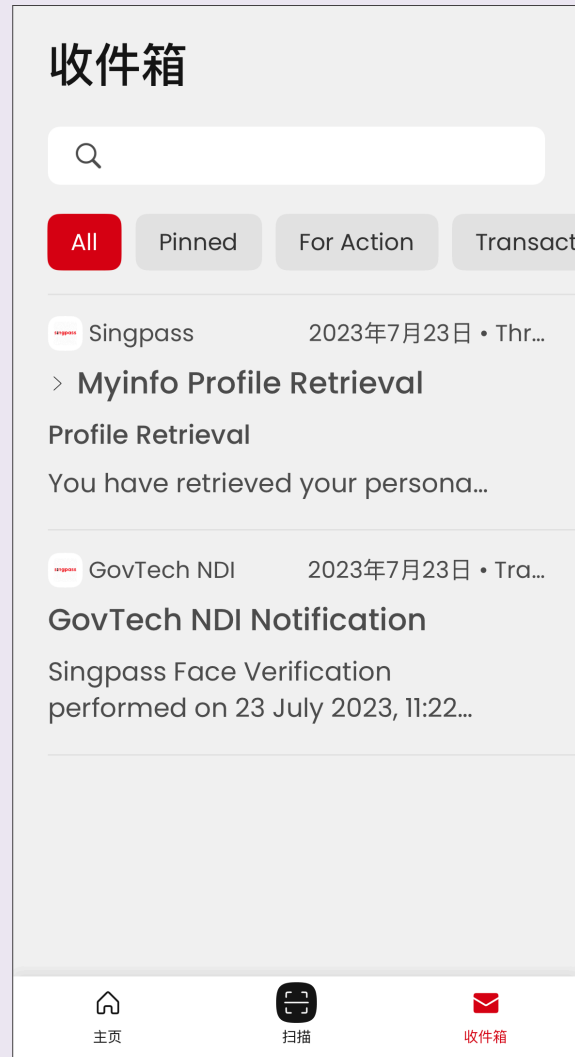 收件箱
All
Pinned
For Action
Transact
singpass Singpass 2023年7月23日 • Thr...
Myinfo Profile Retrieval
Profile Retrieval
You have retrieved your persona...
singpass GovTech NDI 2023年7月23日 • Tra...
GovTech NDI Notification
Singpass Face Verification
performed on 23 July 2023, 11:22...
主页
扫描
收件箱